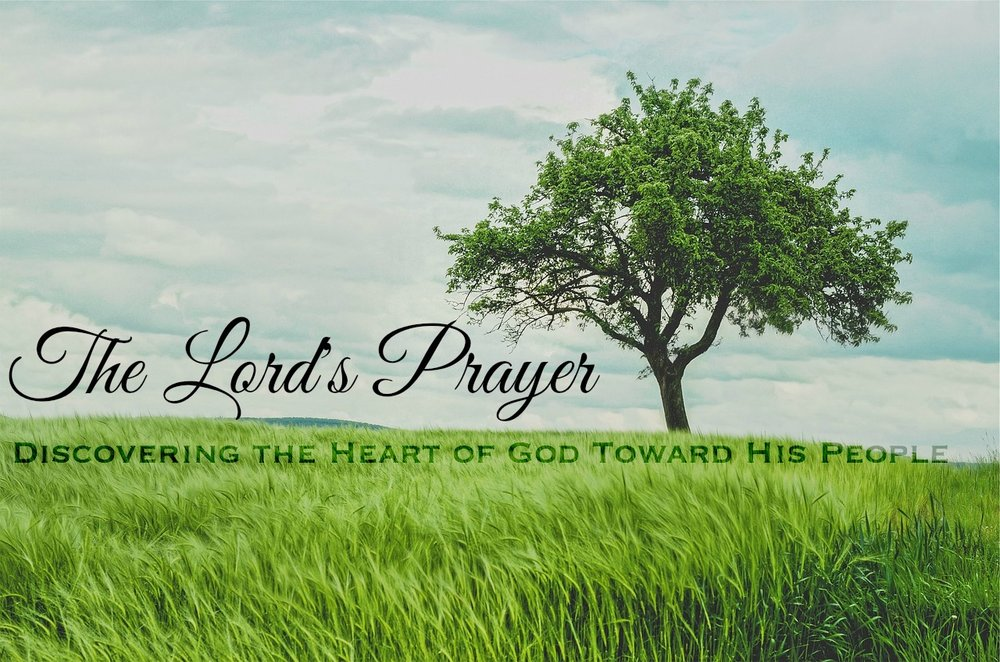 The Lord's Prayer
Discovering the Heart of God Toward His People